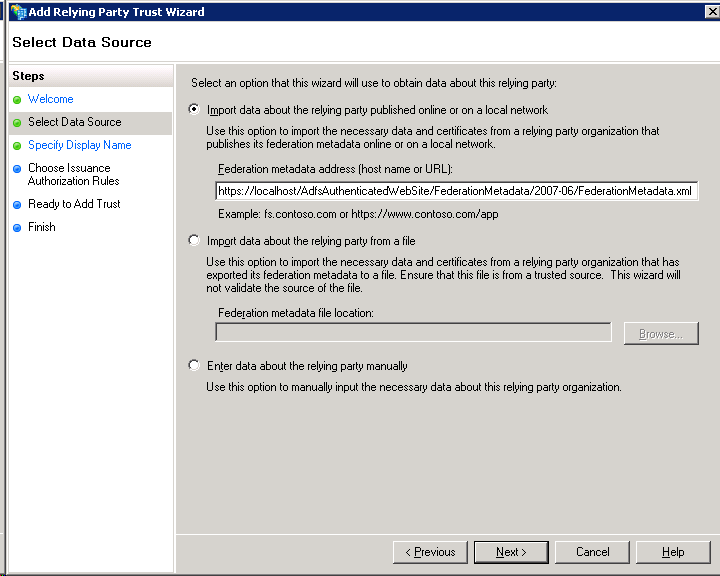 Add Relying Party Trust Wizard
Select Data Source
Steps
Welcome
Select Data Source
Specify Display Name
Choose Issuance
Authorization Rules
Ready to Add Trust
Finish
Select an option that this wizard will use to obtain data about this relying party:
Import data about the relying party published online or on a local network
Use this option to import the necessary data and certificates from a relying party organization that
publishes its federation metadata online or on a local network.
Federation metadata address (host name or URL):
https://localhost/AdfsAuthenticatedWebSite/FederationMetadata/2007-06/FederationMetadata.xml
Example: fs.contoso.com or https://www.contoso.com/app
Import data about the relying party from a file
Use this option to import the necessary data and certificates from a relying party organization that has
exported its federation metadata to a file. Ensure that this file is from a trusted source.  This wizard will
not validate the source of the file.
Federation metadata file location:
Browse...
Enter data about the relying party manually
Use this option to manually input the necessary data about this relying party organization.
< Previous
Next >
Cancel
Help